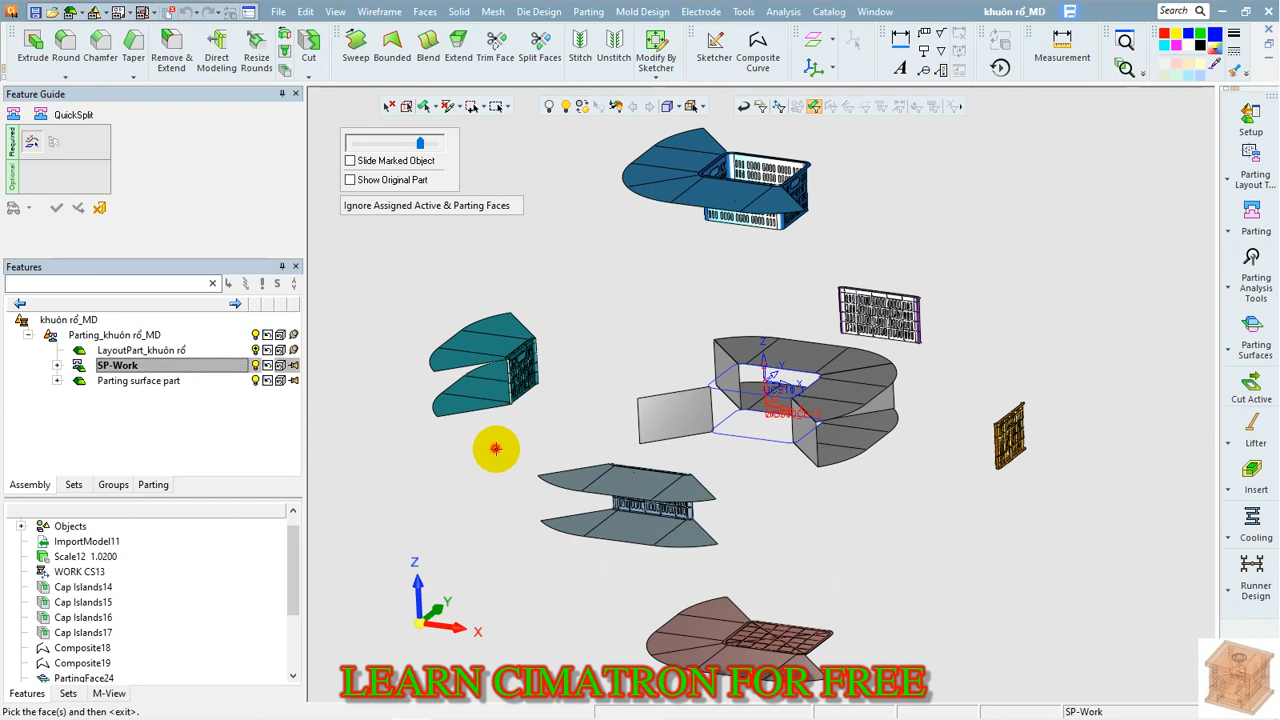 File Edit View Wireframe Faces Solid Mesh Die Design Parting Mold Design Electrode Tools Analysis Catalog Window khuôn rổ_MD Search
Extrude Round Chamfer Taper Remove & Extend Direct Modeling Resize Rounds Cut Sweep Bounded Blend Extend Trim Faces Split Faces Stitch Unstitch Modify By Sketcher Sketcher Composite Curve Measurement
Feature Guide
QuickSplit
Required
Optional
Slide Marked Object
Show Original Part
Ignore Assigned Active & Parting Faces
Features
khuôn rổ_MD
Parting_khuôn rổ_MD
LayoutPart_khuôn rổ
SP-Work
Parting surface part
Assembly Sets Groups Parting
Objects
ImportModel11
Scale12 1.0200
WORK CS13
Cap Islands14
Cap Islands15
Cap Islands16
Cap Islands17
Composite18
Composite19
PartingFace24
Features Sets M-View
Pick the face(s) and then <exit>.
SP-Work
Setup
Parting Layout T...
Parting
Parting Analysis Tools
Parting Surfaces
Cut Active
Lifter
Insert
Cooling
Runner Design
Z
Y
X
Z
Y
X
LEARN CIMATRON FOR FREE